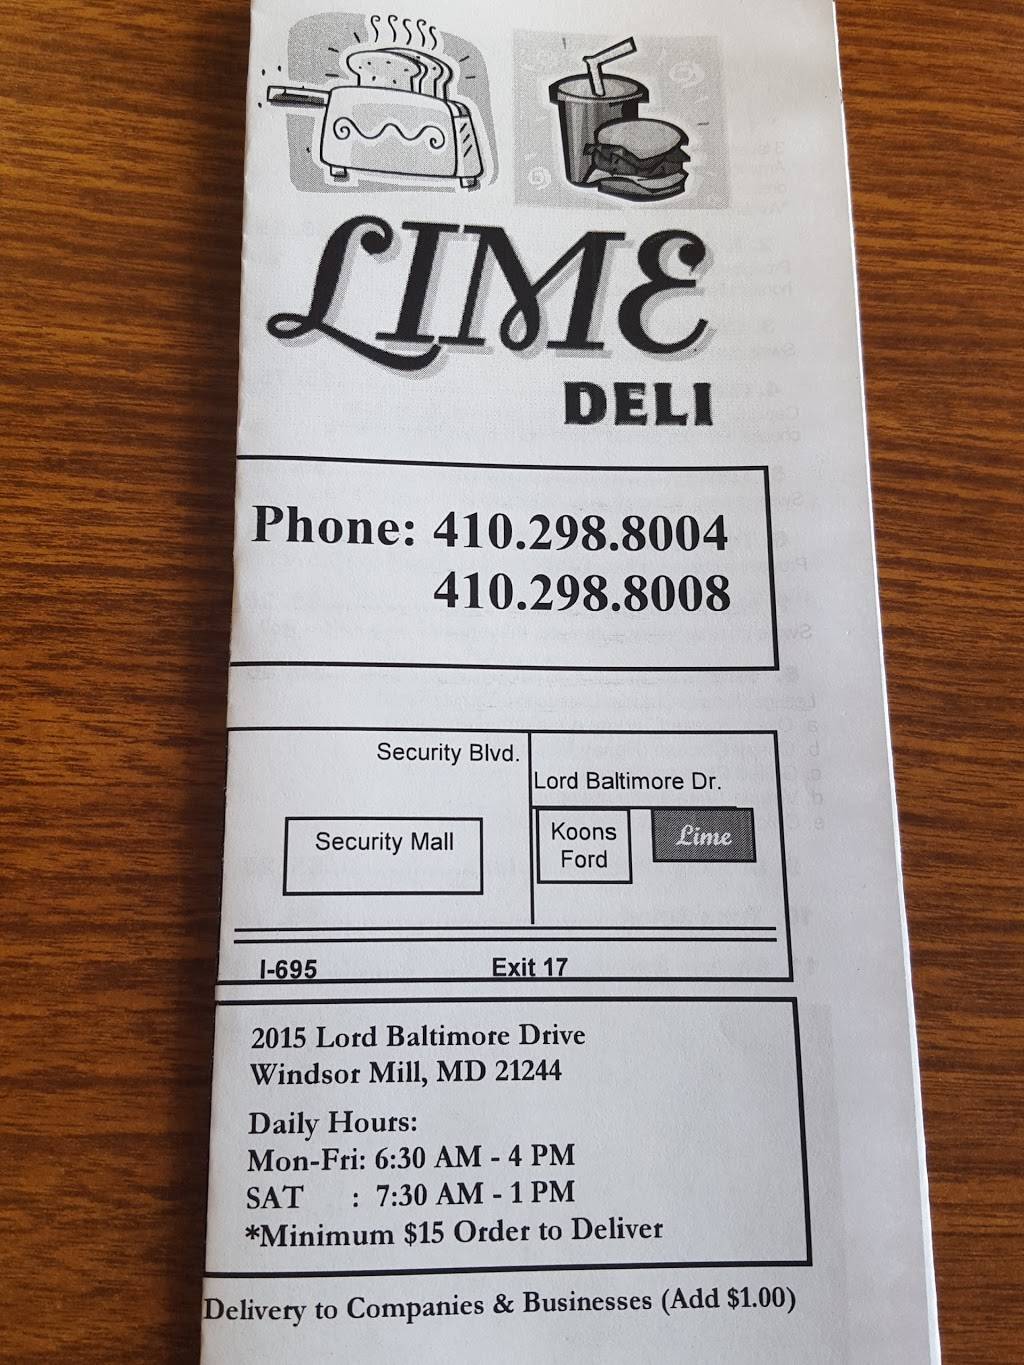 LIME
DELI
Phone: 410.298.8004
410.298.8008
Security Blvd.
Lord Baltimore Dr.
Security Mall
Koons
Ford
Lime
I-695 Exit 17
2015 Lord Baltimore Drive
Windsor Mill, MD 21244
Daily Hours:
Mon-Fri: 6:30 AM - 4 PM
SAT : 7:30 AM - 1 PM
*Minimum $15 Order to Deliver
Delivery to Companies & Businesses (Add $1.00)